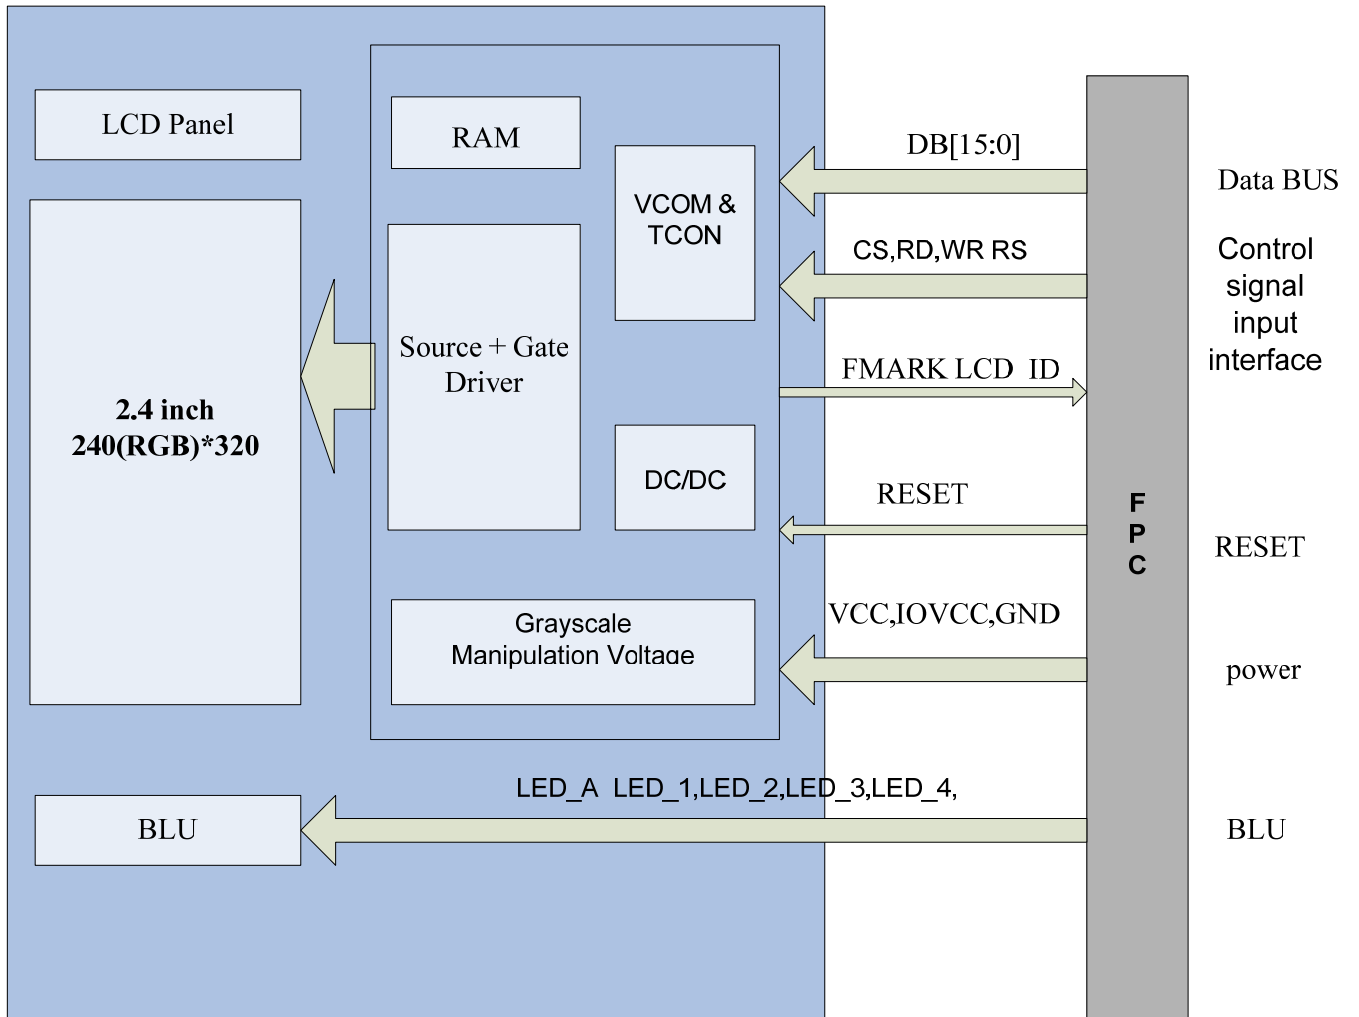 LCD Panel
RAM
VCOM &
TCON
DB[15:0]
Data BUS
CS,RD,WR RS
Control
signal
input
interface
Source + Gate
Driver
FMARK LCD  ID
2.4 inch
240(RGB)*320
DC/DC
RESET
F
P
C
RESET
Grayscale
Manipulation Voltage
VCC,IOVCC,GND
power
LED_A  LED_1,LED_2,LED_3,LED_4,
BLU
BLU